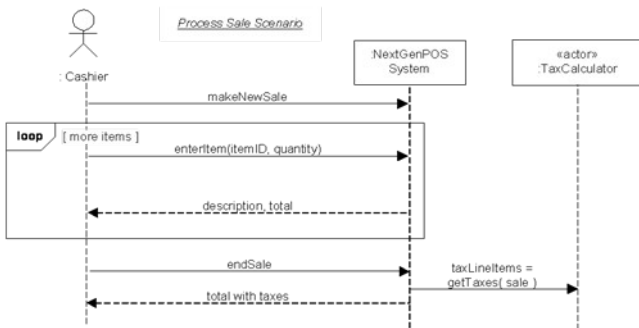 Process Sale Scenario
: Cashier
:NextGenPOS
System
«actor»
:TaxCalculator
makeNewSale
loop
[ more items ]
enterItem(itemID, quantity)
description, total
endSale
taxLineItems =
getTaxes( sale )
total with taxes